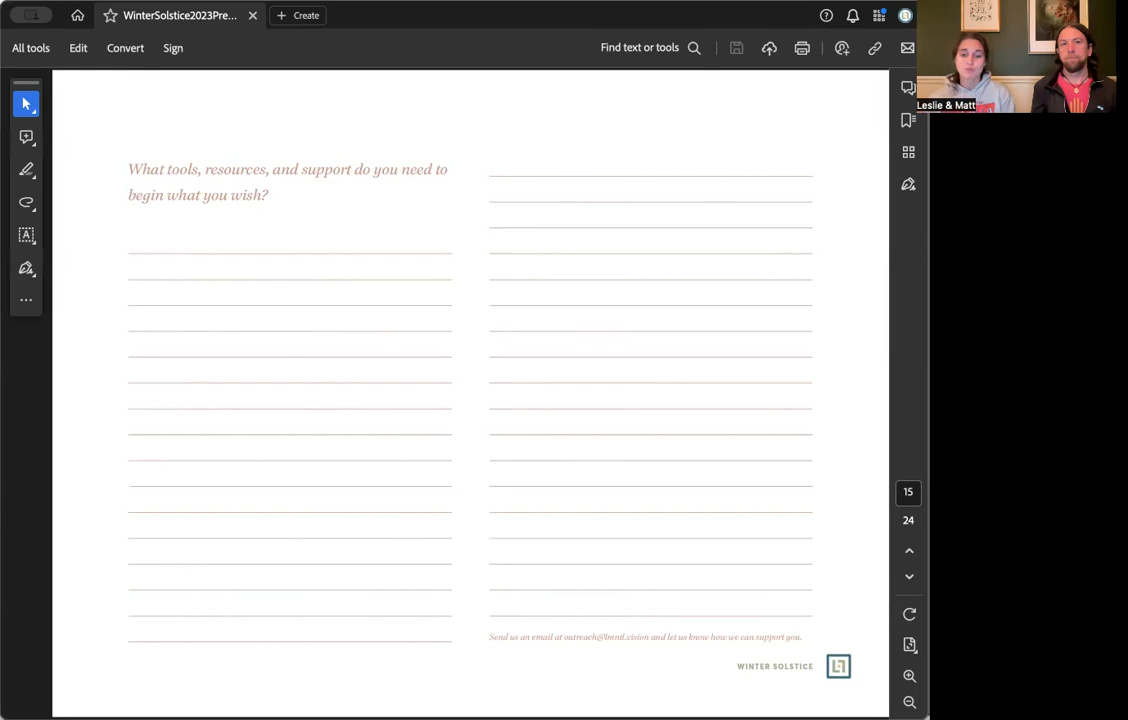 WinterSolstice2023Pre...
Create
All tools
Edit
Convert
Sign
Find text or tools
Leslie & Matt
What tools, resources, and support do you need to
begin what you wish?
15
24
Send us an email at outreach@lmntl.vision and let us know how we can support you.
WINTER SOLSTICE